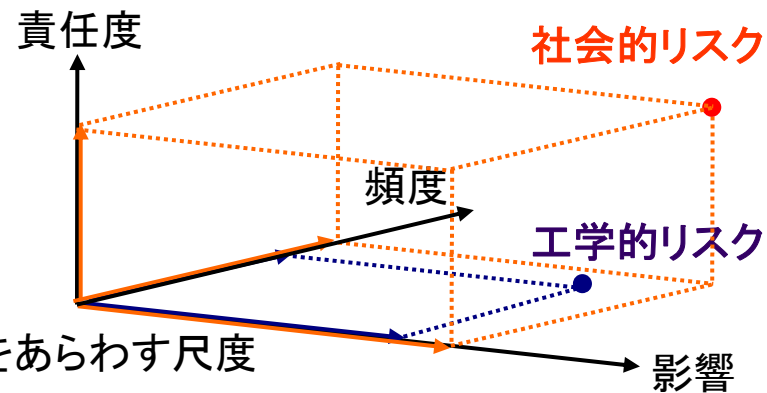 責任度
社会的リスク
頻度
工学的リスク
をあらわす尺度
影響